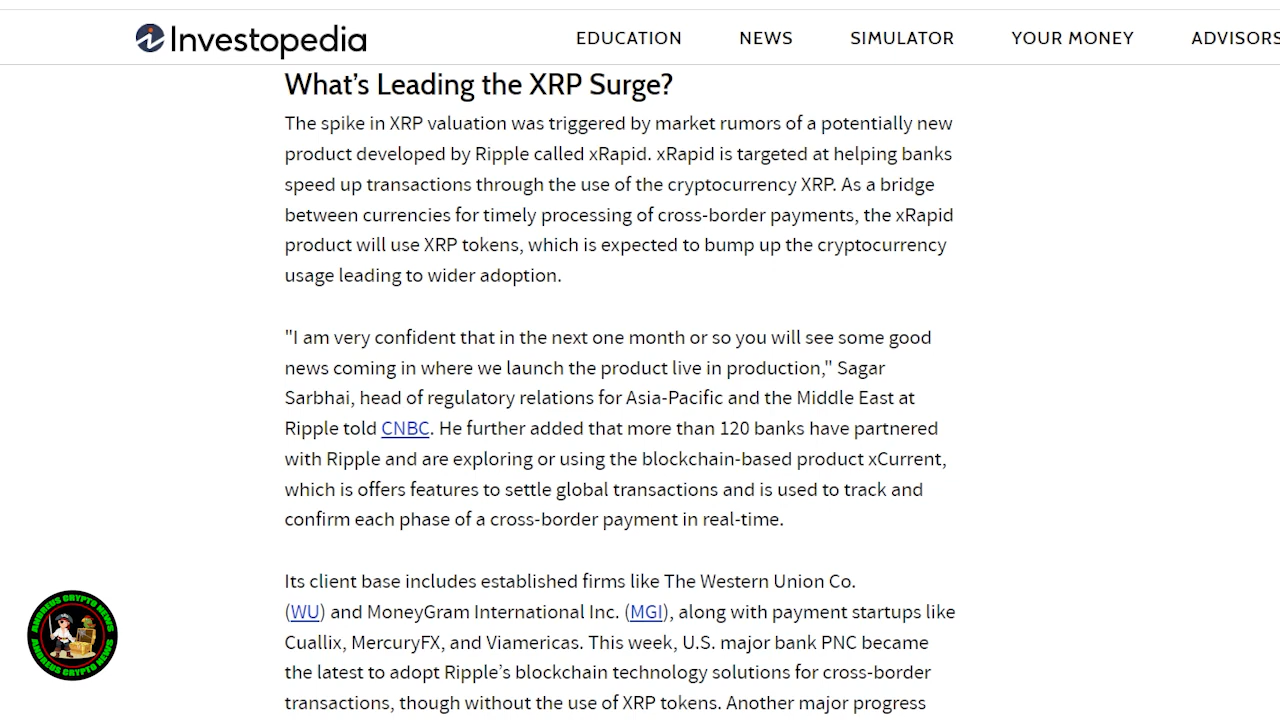 Investopedia
EDUCATION NEWS SIMULATOR YOUR MONEY ADVISORS
What's Leading the XRP Surge?
The spike in XRP valuation was triggered by market rumors of a potentially new
product developed by Ripple called xRapid. xRapid is targeted at helping banks
speed up transactions through the use of the cryptocurrency XRP. As a bridge
between currencies for timely processing of cross-border payments, the xRapid
product will use XRP tokens, which is expected to bump up the cryptocurrency
usage leading to wider adoption.
"I am very confident that in the next one month or so you will see some good
news coming in where we launch the product live in production," Sagar
Sarbhai, head of regulatory relations for Asia-Pacific and the Middle East at
Ripple told CNBC. He further added that more than 120 banks have partnered
with Ripple and are exploring or using the blockchain-based product xCurrent,
which is offers features to settle global transactions and is used to track and
confirm each phase of a cross-border payment in real-time.
Its client base includes established firms like The Western Union Co.
(WU) and MoneyGram International Inc. (MGI), along with payment startups like
Cuallix, MercuryFX, and Viamericas. This week, U.S. major bank PNC became
the latest to adopt Ripple's blockchain technology solutions for cross-border
transactions, though without the use of XRP tokens. Another major progress
ANDREUS CRYPTO NEWS
ANDREUS CRYPTO NEWS